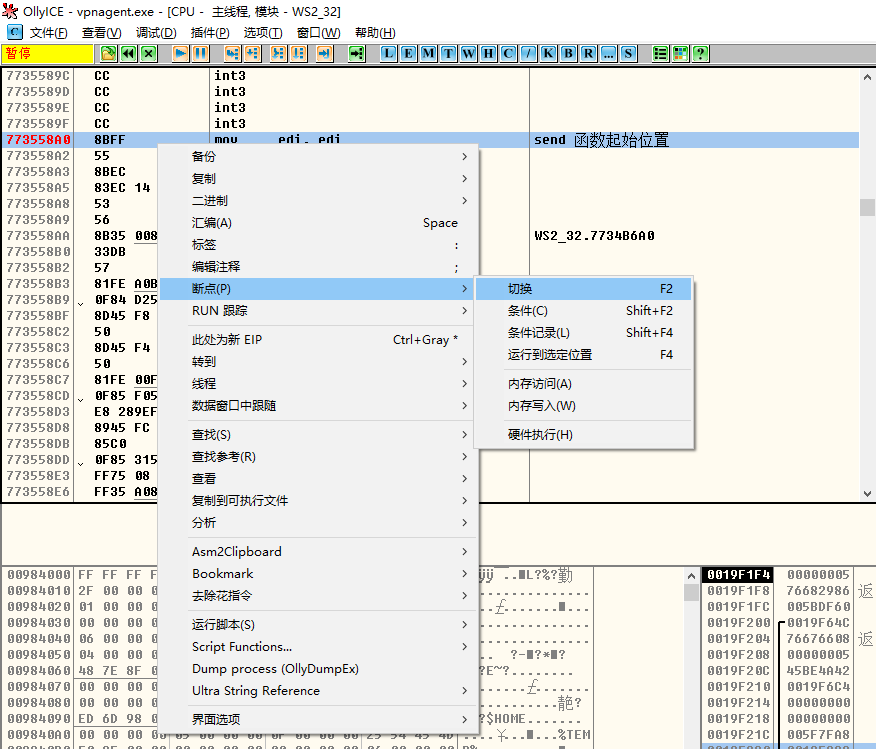 OllyICE - vpnagent.exe - [CPU - 主线程, 模块 - WS2_32]
C 文件(F) 查看(V) 调试(D) 插件(P) 选项(T) 窗口(W) 帮助(H)
暂停 L E M T W H C / K B R ... S ?
7735589C CC int3
7735589D CC int3
7735589E CC int3
7735589F CC int3
773558A0 8BFF mov edi, edi send 函数起始位置
773558A2 55
773558A3 8BEC
773558A5 83EC 14
773558A8 53
773558A9 56
773558AA 8B35 008 WS2_32.7734B6A0
773558B0 33DB
773558B2 57
773558B3 81FE A0B
773558B9 0F84 D25
773558BF 8D45 F8
773558C2 50
773558C3 8D45 F4
773558C6 50
773558C7 81FE 00F
773558CD 0F85 F05
773558D3 E8 289EF
773558D8 8945 FC
773558DB 85C0
773558DD 0F85 315
773558E3 FF75 08
773558E6 FF35 A08
备份
复制
二进制
汇编(A) Space
标签 :
编辑注释 ;
断点(P)
RUN 跟踪
此处为新 EIP Ctrl+Gray *
转到
线程
数据窗口中跟随
查找(S)
查找参考(R)
查看
复制到可执行文件
分析
Asm2Clipboard
Bookmark
去除花指令
运行脚本(S)
Script Functions...
Dump process (OllyDumpEx)
Ultra String Reference
界面选项
切换 F2
条件(C) Shift+F2
条件记录(L) Shift+F4
运行到选定位置 F4
内存访问(A)
内存写入(W)
硬件执行(H)
00984000 FF FF FF F
00984010 2F 00 00 0
00984020 01 00 00 0
00984030 00 00 00 0
00984040 06 00 00 0
00984050 04 00 00 0
00984060 48 7E 8F 0
00984070 00 00 00 0
00984080 00 00 00 0
00984090 ED 6D 98 0 ?$HOME......
009840A0 00 00 00 0
0019F1F4 00000005
0019F1F8 76682986 返
0019F1FC 005BDF60
0019F200 0019F64C
0019F204 76676608 返
0019F208 00000005
0019F20C 45BE4A42
0019F210 0019F6C4
0019F214 00000000
0019F218 00000000
0019F21C 005F7FA8